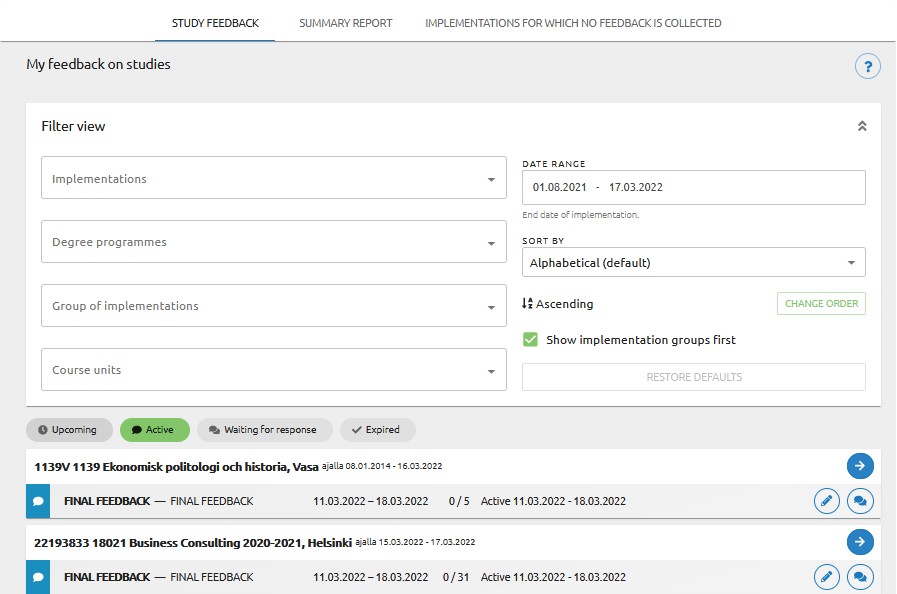 STUDY FEEDBACK SUMMARY REPORT IMPLEMENTATIONS FOR WHICH NO FEEDBACK IS COLLECTED
My feedback on studies
?
Filter view
Implementations
Degree programmes
Group of implementations
Course units
DATE RANGE
01.08.2021 - 17.03.2022
End date of implementation.
SORT BY
Alphabetical (default)
Ascending
CHANGE ORDER
Show implementation groups first
RESTORE DEFAULTS
Upcoming Active Waiting for response Expired
1139V 1139 Ekonomisk politologi och historia, Vasa ajalla 08.01.2014 - 16.03.2022
FINAL FEEDBACK — FINAL FEEDBACK 11.03.2022 – 18.03.2022 0 / 5 Active 11.03.2022 - 18.03.2022
22193833 18021 Business Consulting 2020-2021, Helsinki ajalla 15.03.2022 - 17.03.2022
FINAL FEEDBACK — FINAL FEEDBACK 11.03.2022 – 18.03.2022 0 / 31 Active 11.03.2022 - 18.03.2022